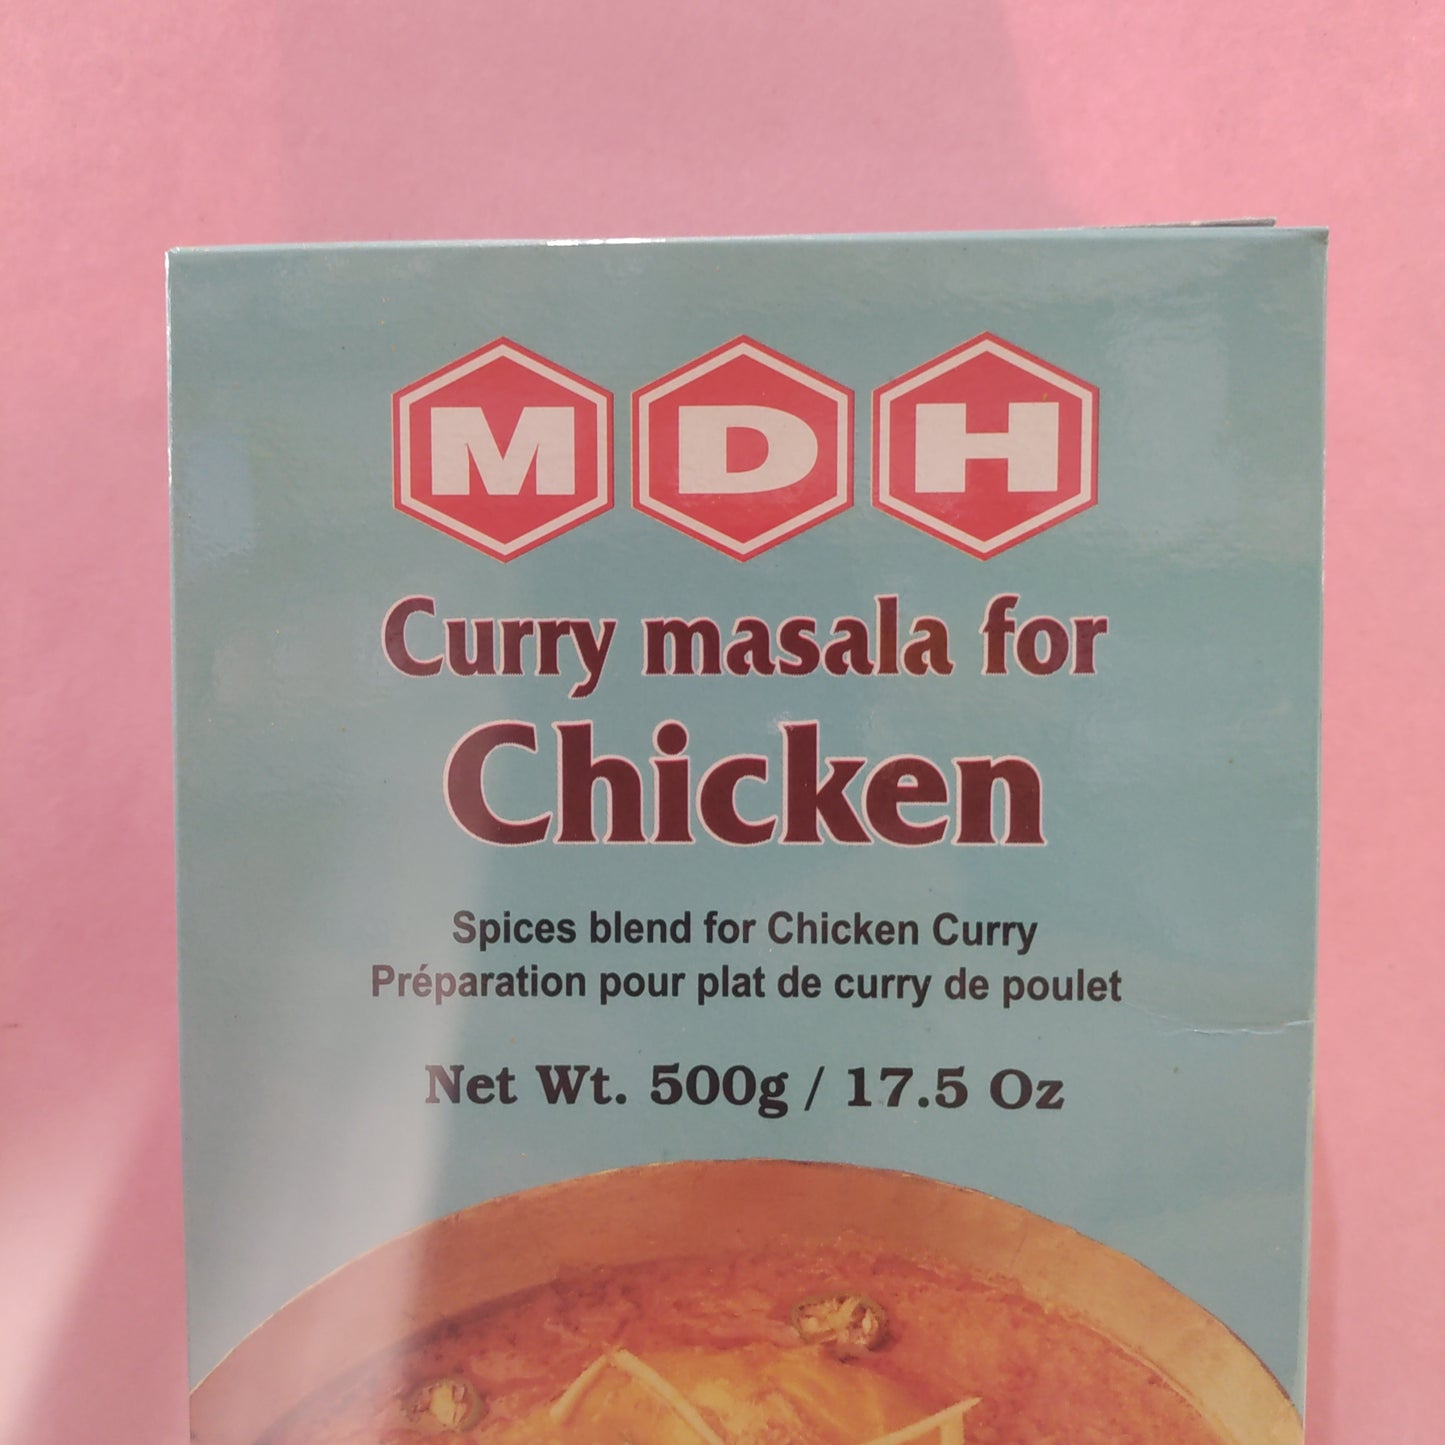 MDH
Curry masala for
Chicken
Spices blend for Chicken Curry
Préparation pour plat de curry de poulet
Net Wt. 500g / 17.5 Oz